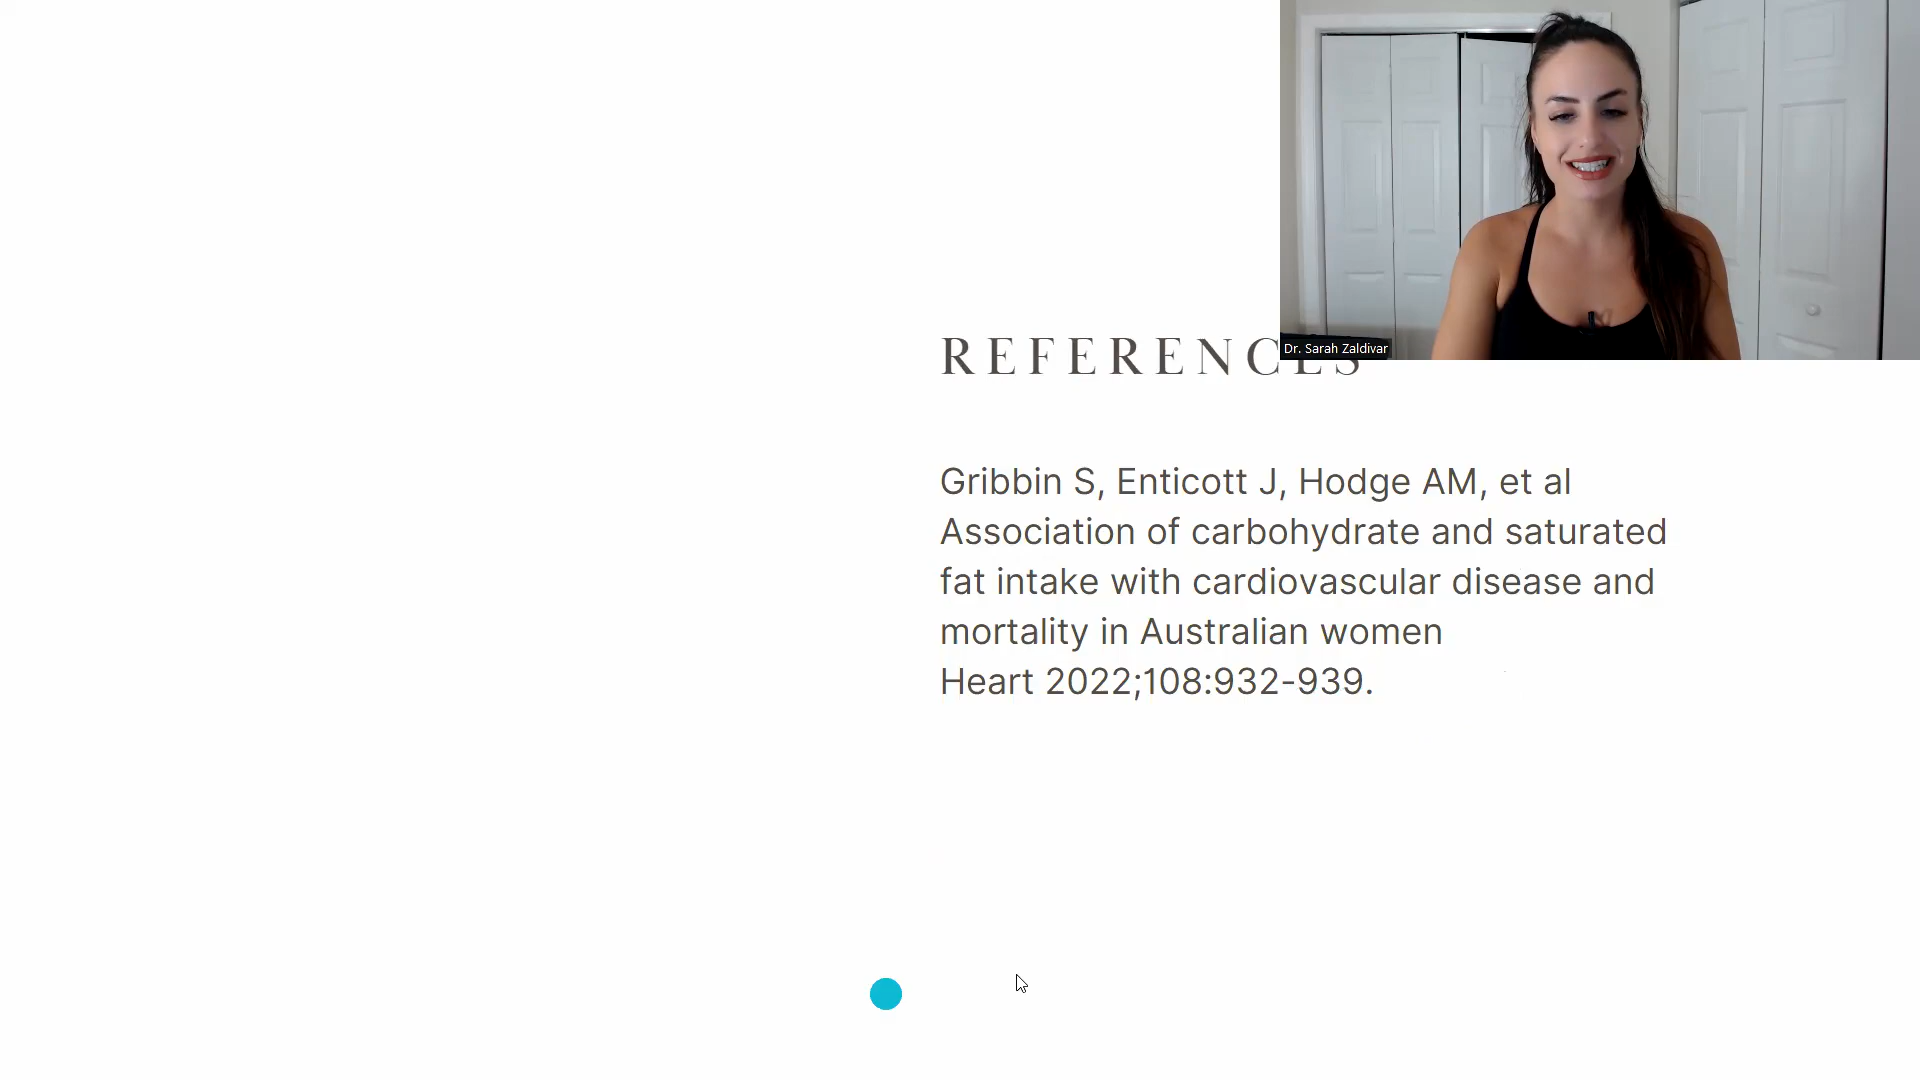 Dr. Sarah Zaldivar
REFERENCES
Gribbin S, Enticott J, Hodge AM, et al
Association of carbohydrate and saturated
fat intake with cardiovascular disease and
mortality in Australian women
Heart 2022;108:932-939.